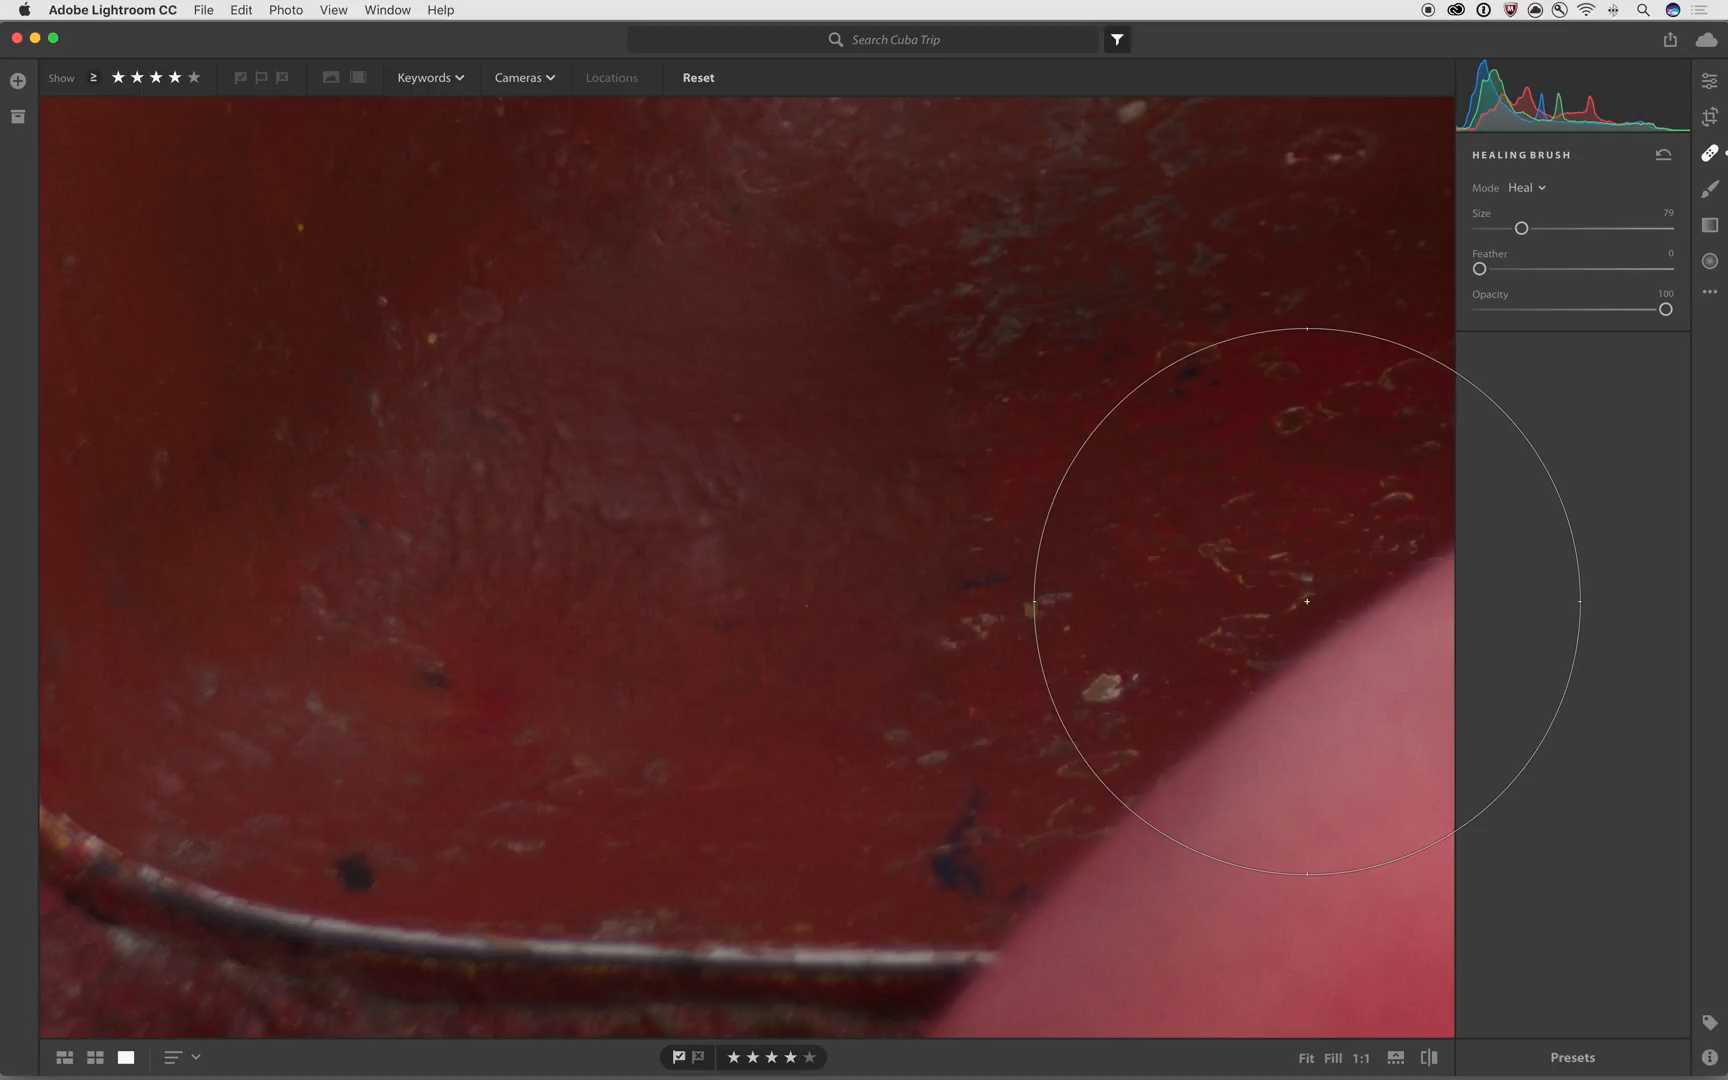 Adobe Lightroom CC File Edit Photo View Window Help
Search Cuba Trip
Show ≥ ★ ★ ★ ★ ★ Keywords Cameras Locations Reset
HEALING BRUSH
Mode Heal
Size 79
Feather 0
Opacity 100
Fit Fill 1:1 Presets